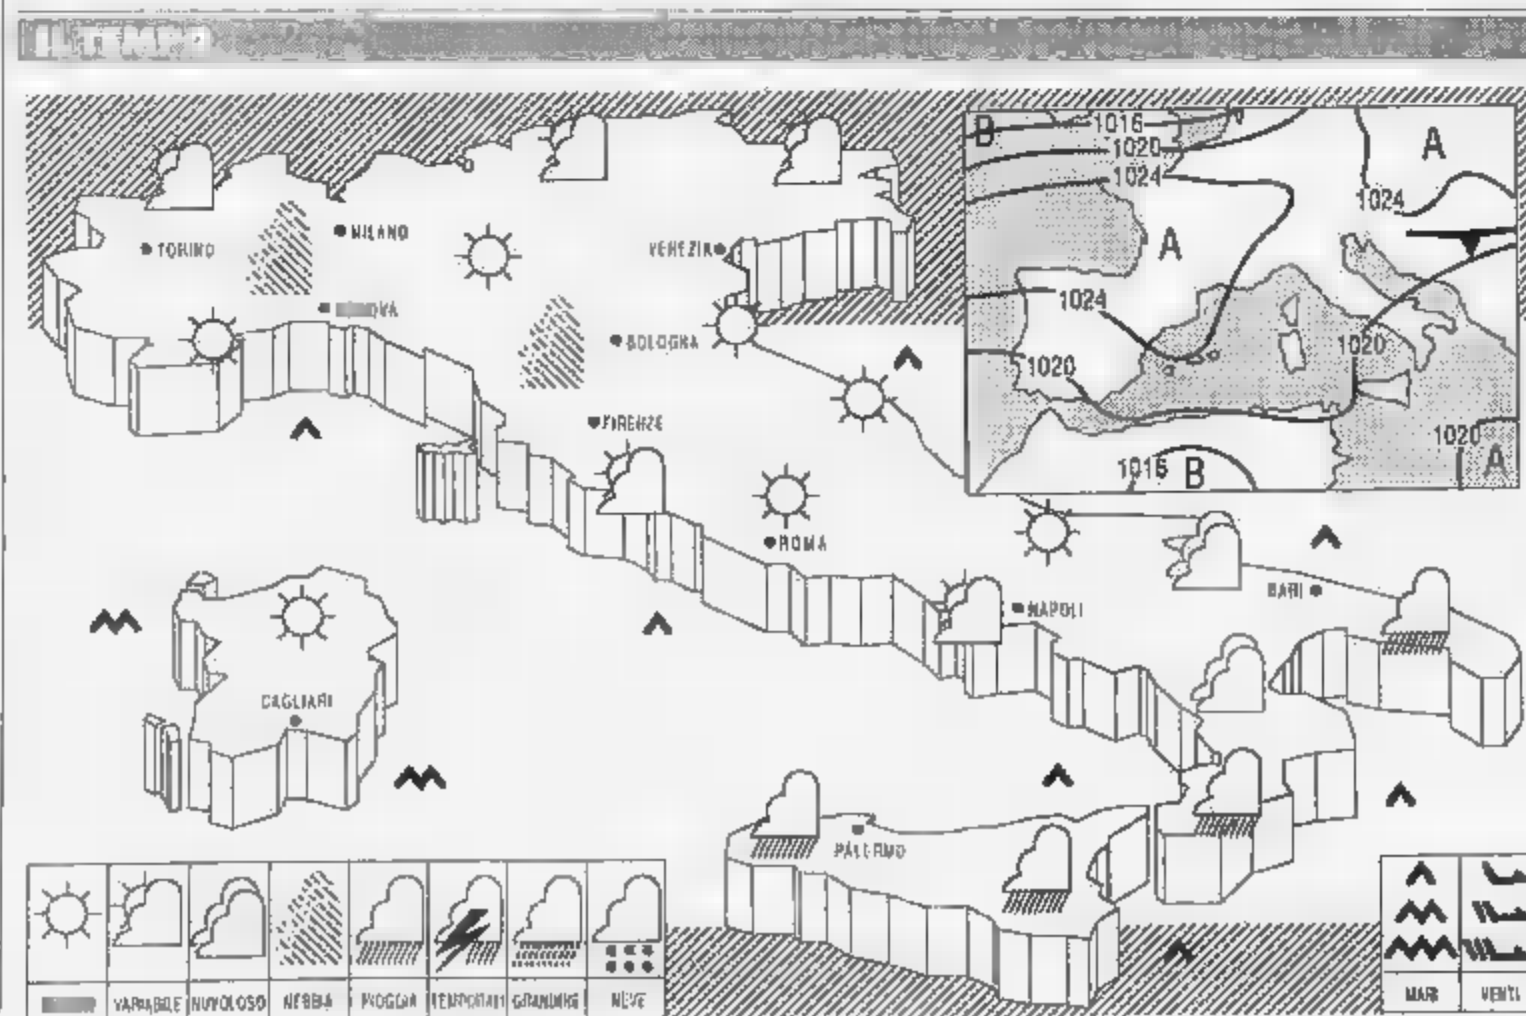 IL TEMPO
B
1016
1020
1024
A
A
1024
1024
1020
1020
1020
1016
B
A
TORINO
MILANO
VENEZIA
BOLOGNA
FIRENZE
ROMA
NAPOLI
BARI
CAGLIARI
PALERMO
VARIABILE NUVOLOSO NEBBIA PIOGGIA TEMPORALI GRANDINE NEVE
MARI VENTI